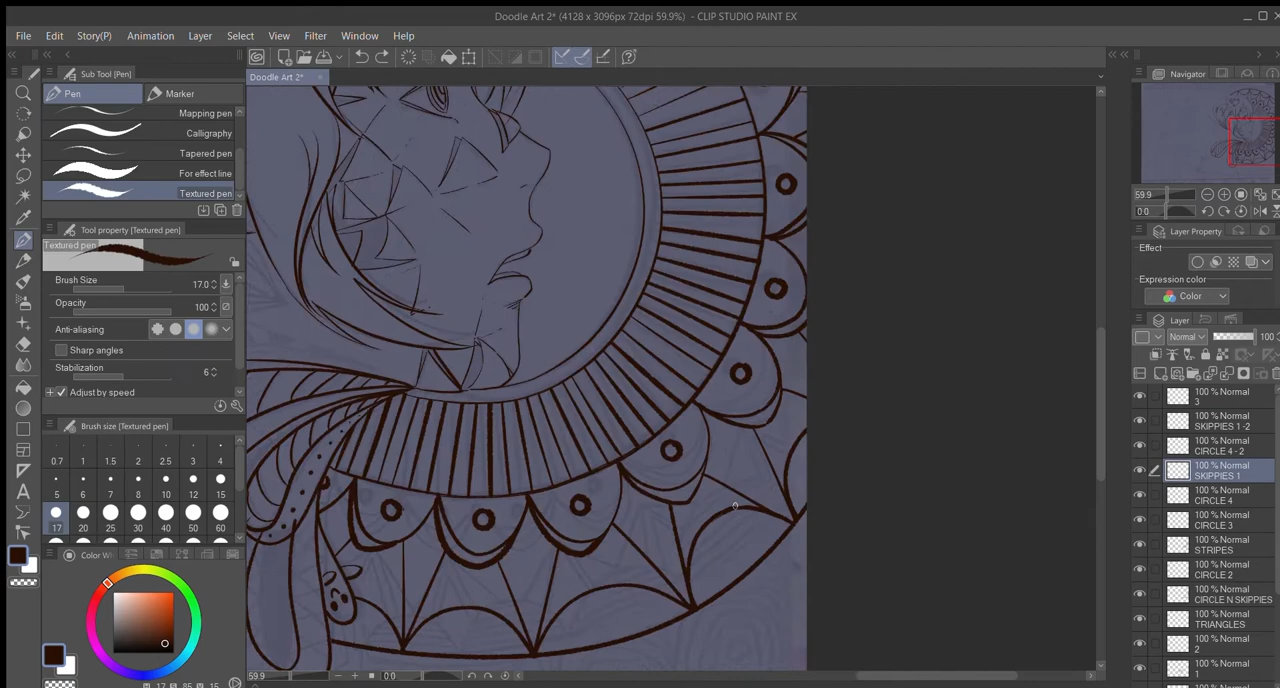 Doodle Art 2* (4128 x 3096px 72dpi 59.9%) - CLIP STUDIO PAINT EX
File Edit Story(P) Animation Layer Select View Filter Window Help
Sub Tool [Pen]
Doodle Art 2*
Navigator
Pen
Marker
Mapping pen
Calligraphy
Tapered pen
For effect line
Textured pen
59.9
0.0
Tool property [Textured pen]
Layer Property
Textured pen
Effect
Brush Size 17.0
Expression color
Color
Opacity 100
Anti-aliasing
Layer
Sharp angles
Normal 100
Stabilization 6
Adjust by speed
100 % Normal
3
100 % Normal
SKIPPIES 1 -2
100 % Normal
CIRCLE 4 - 2
100 % Normal
SKIPPIES 1
100 % Normal
CIRCLE 4
100 % Normal
CIRCLE 3
100 % Normal
STRIPES
100 % Normal
CIRCLE 2
100 % Normal
CIRCLE N SKIPPIES
100 % Normal
TRIANGLES
100 % Normal
2
100 % Normal
1
100 % Normal
Brush size [Textured pen]
0.7 1 1.5 2 2.5 3 4
5 6 7 8 10 12 15
17 20 25 30 40 50 60
Color W
59.9
0.0
H 17 S 85 V 15